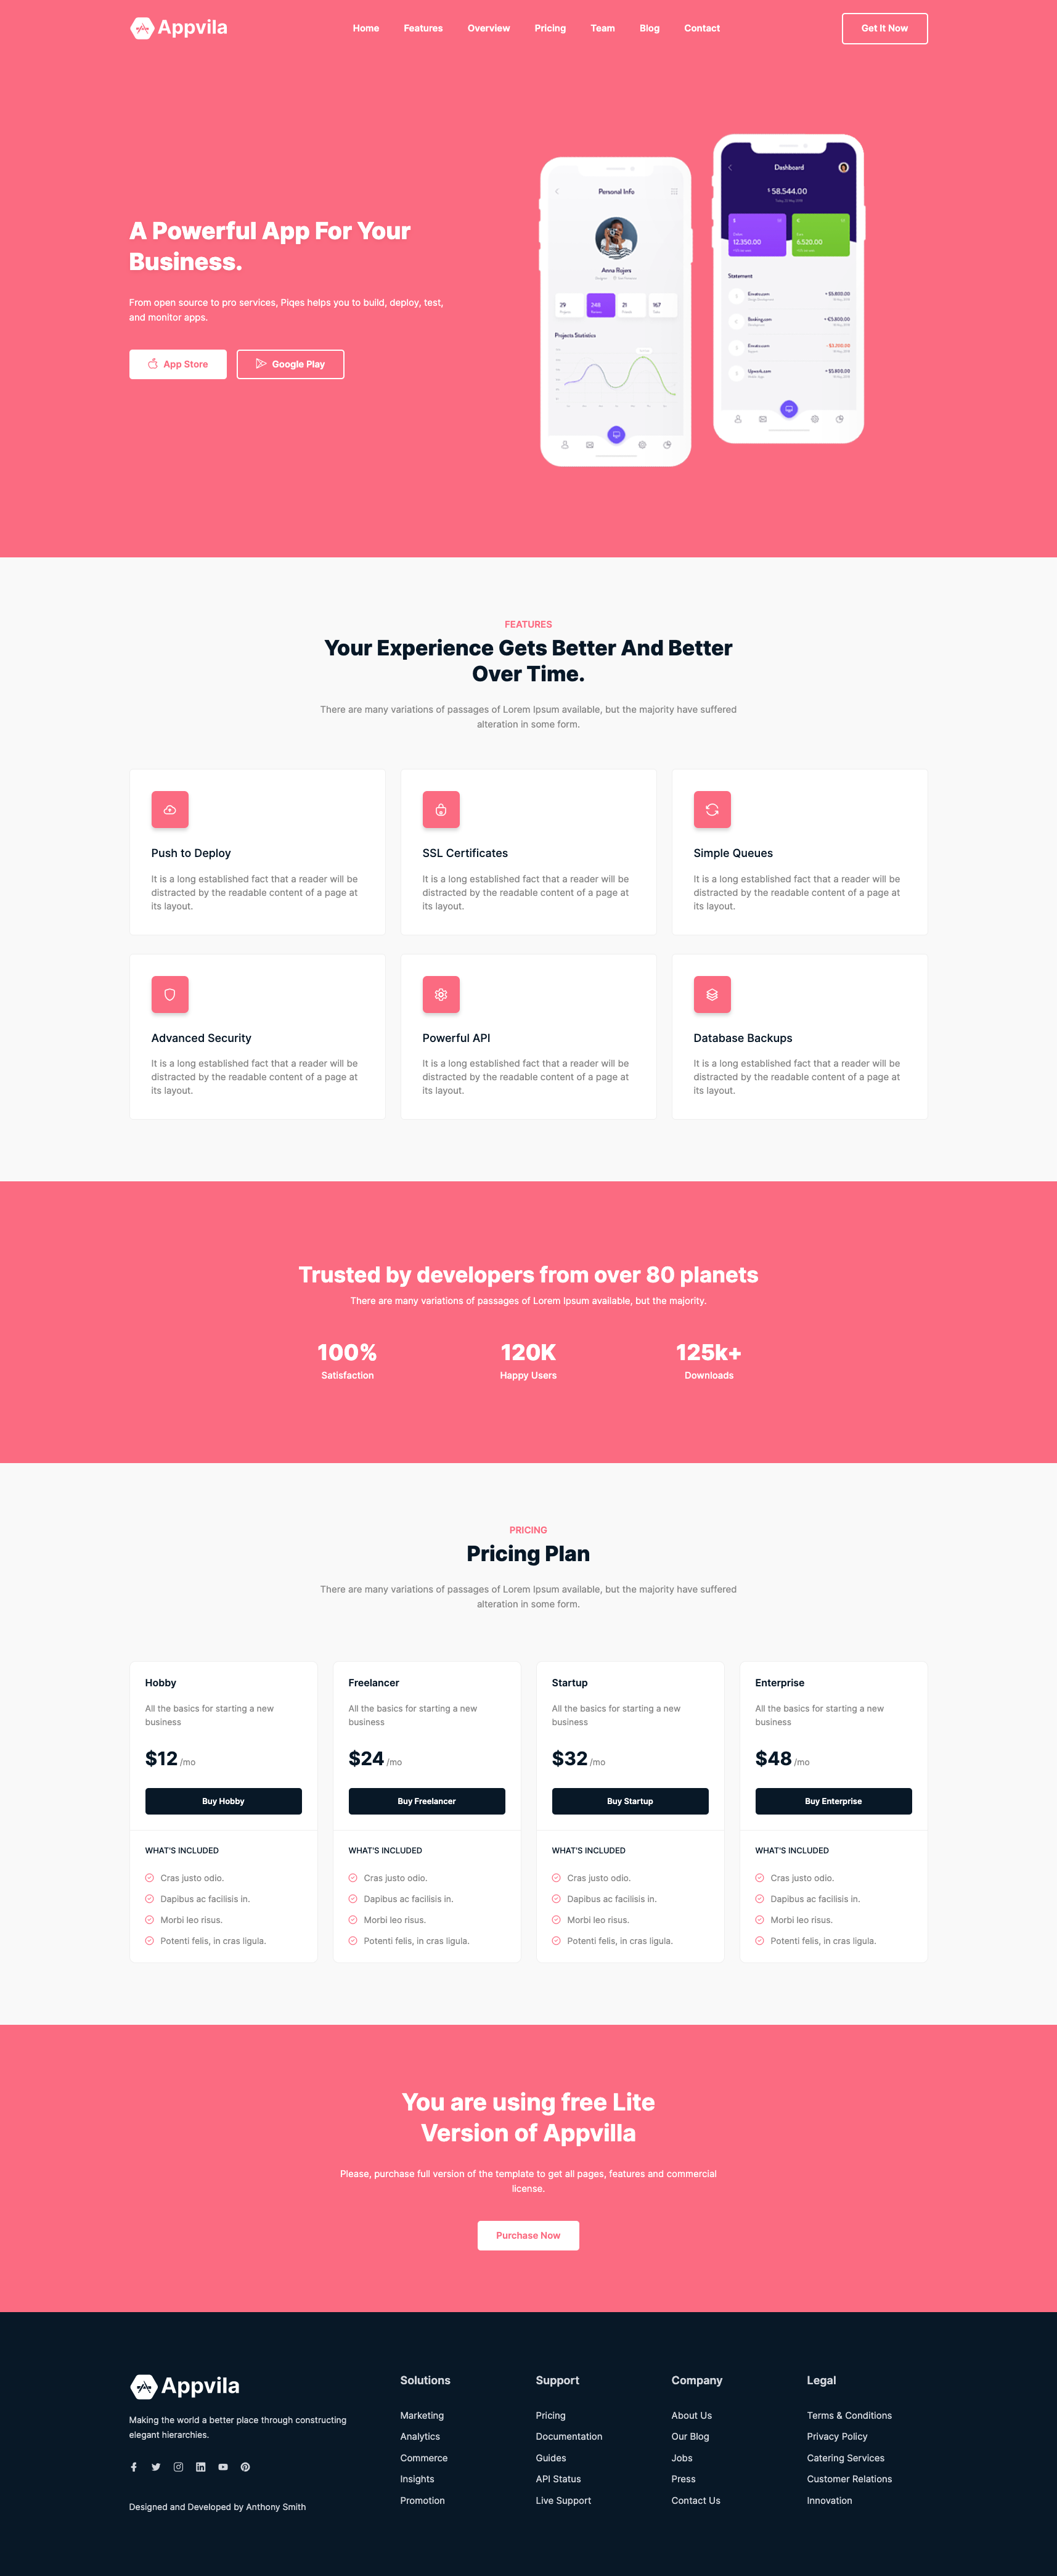 Appvila
Home Features Overview Pricing Team Blog Contact
Get It Now
A Powerful App For Your
Business.
From open source to pro services, Piqes helps you to build, deploy, test,
and monitor apps.
App Store
Google Play
Personal Info
Anna Rojers
29
348
21
167
Projects Statistics
Dashboard
$ 58.544.00
12.350.00
6.520.00
Statement
Envato.com
+ $5.800.00
Booking.com
Envato.com
Upwork.com
+ $5.800.00
FEATURES
Your Experience Gets Better And Better
Over Time.
There are many variations of passages of Lorem Ipsum available, but the majority have suffered
alteration in some form.
Push to Deploy
It is a long established fact that a reader will be
distracted by the readable content of a page at
its layout.
SSL Certificates
It is a long established fact that a reader will be
distracted by the readable content of a page at
its layout.
Simple Queues
It is a long established fact that a reader will be
distracted by the readable content of a page at
its layout.
Advanced Security
It is a long established fact that a reader will be
distracted by the readable content of a page at
its layout.
Powerful API
It is a long established fact that a reader will be
distracted by the readable content of a page at
its layout.
Database Backups
It is a long established fact that a reader will be
distracted by the readable content of a page at
its layout.
Trusted by developers from over 80 planets
There are many variations of passages of Lorem Ipsum available, but the majority.
100%
Satisfaction
120K
Happy Users
125k+
Downloads
PRICING
Pricing Plan
There are many variations of passages of Lorem Ipsum available, but the majority have suffered
alteration in some form.
Hobby
All the basics for starting a new
business
$12 /mo
Buy Hobby
WHAT'S INCLUDED
Cras justo odio.
Dapibus ac facilisis in.
Morbi leo risus.
Potenti felis, in cras ligula.
Freelancer
All the basics for starting a new
business
$24 /mo
Buy Freelancer
WHAT'S INCLUDED
Cras justo odio.
Dapibus ac facilisis in.
Morbi leo risus.
Potenti felis, in cras ligula.
Startup
All the basics for starting a new
business
$32 /mo
Buy Startup
WHAT'S INCLUDED
Cras justo odio.
Dapibus ac facilisis in.
Morbi leo risus.
Potenti felis, in cras ligula.
Enterprise
All the basics for starting a new
business
$48 /mo
Buy Enterprise
WHAT'S INCLUDED
Cras justo odio.
Dapibus ac facilisis in.
Morbi leo risus.
Potenti felis, in cras ligula.
You are using free Lite
Version of Appvilla
Please, purchase full version of the template to get all pages, features and commercial
license.
Purchase Now
Appvila
Making the world a better place through constructing
elegant hierarchies.
Designed and Developed by Anthony Smith
Solutions
Marketing
Analytics
Commerce
Insights
Promotion
Support
Pricing
Documentation
Guides
API Status
Live Support
Company
About Us
Our Blog
Jobs
Press
Contact Us
Legal
Terms & Conditions
Privacy Policy
Catering Services
Customer Relations
Innovation